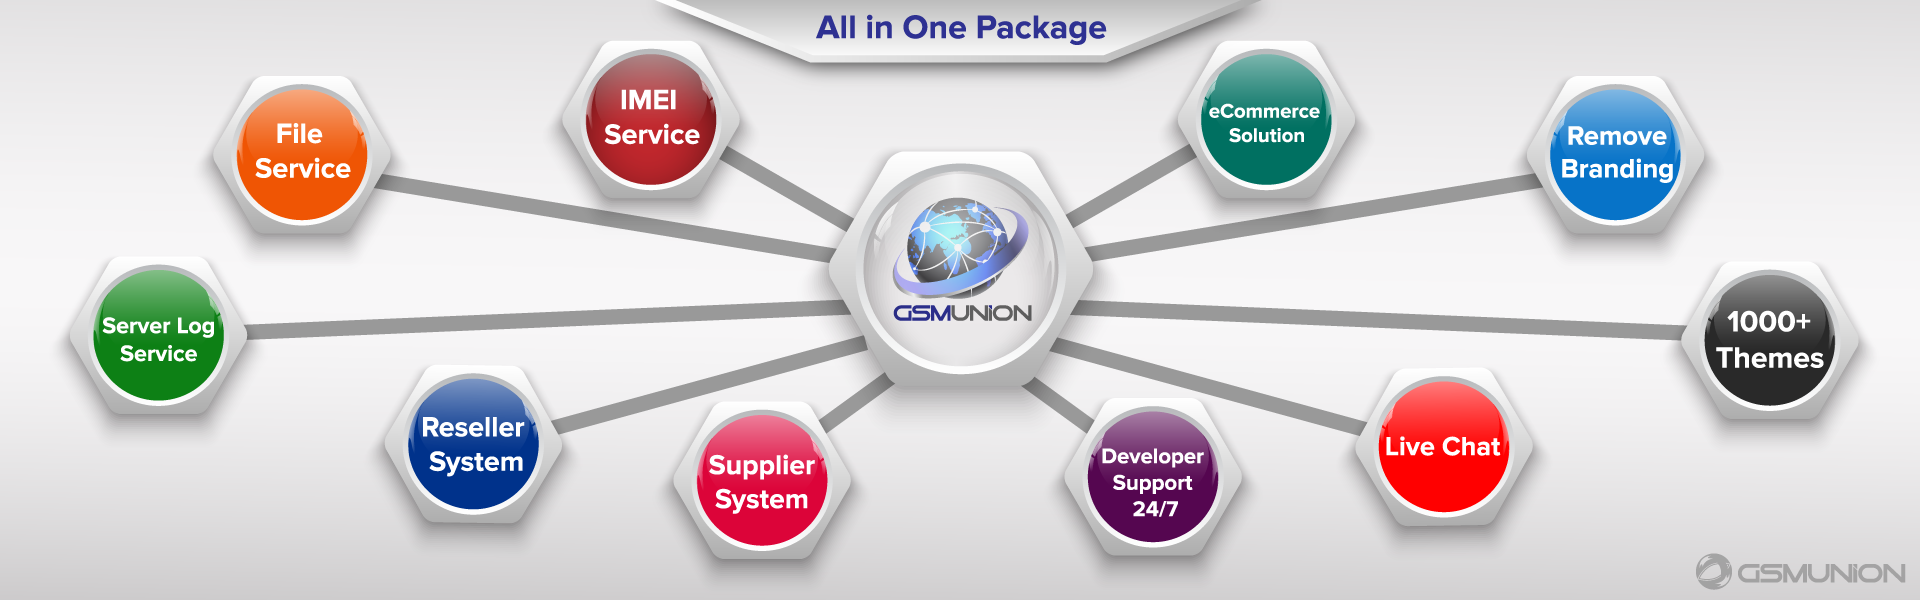 All in One Package
File
Service
IMEI
Service
eCommerce
Solution
Remove
Branding
GSMUNION
Server Log
Service
1000+
Themes
Reseller
System
Supplier
System
Developer
Support
24/7
Live Chat
GSMUNION